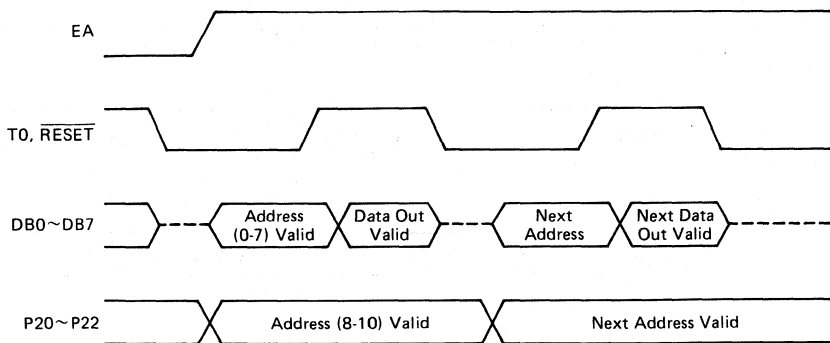 EA
T0, RESET
DB0~DB7
Address
(0-7) Valid
Data Out
Valid
Next
Address
Next Data
Out Valid
P20~P22
Address (8-10) Valid
Next Address Valid